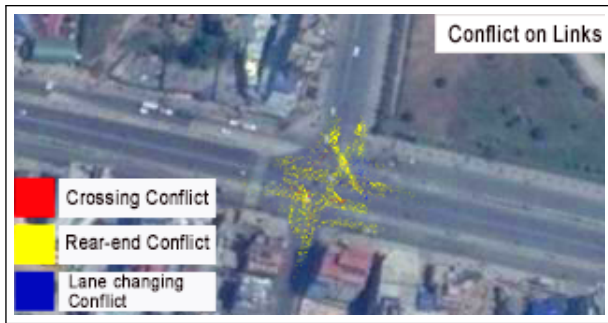 Conflict on Links
Crossing Conflict
Rear-end Conflict
Lane changing
Conflict